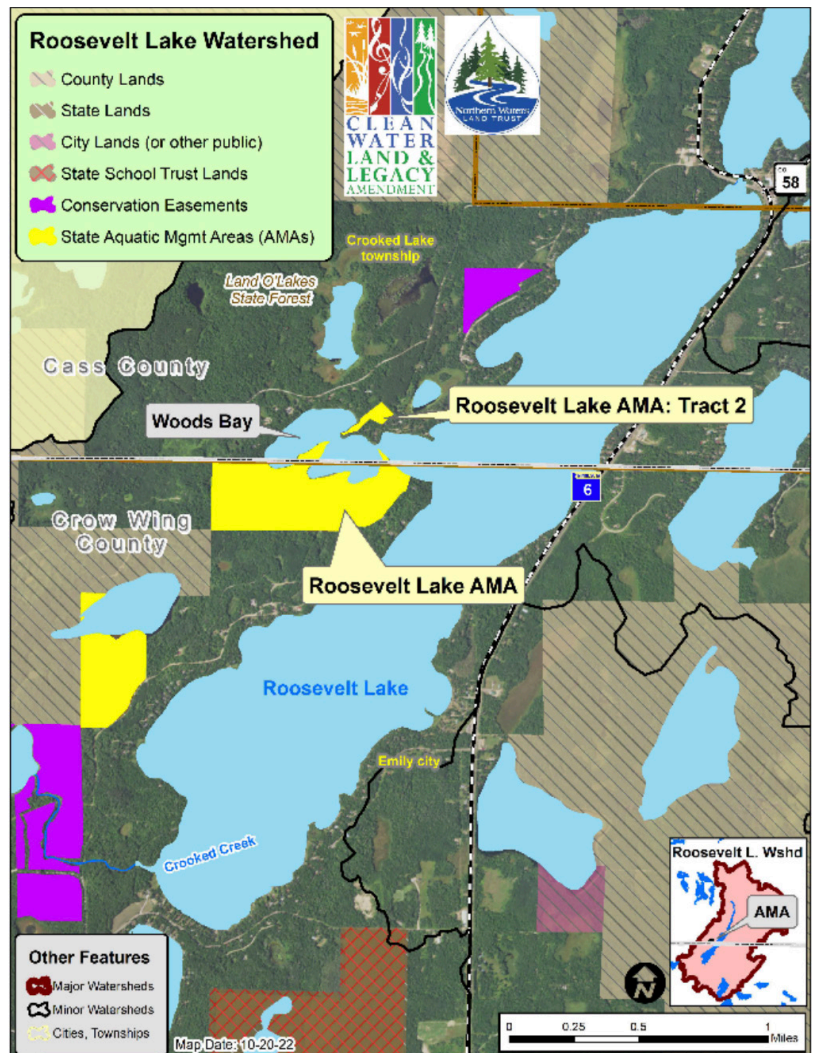 Roosevelt Lake Watershed
County Lands
State Lands
City Lands (or other public)
State School Trust Lands
Conservation Easements
State Aquatic Mgmt Areas (AMAs)
CLEAN
WATER
LAND &
LEGACY
AMENDMENT
Northern Waters
LAND TRUST
CO
58
Crooked Lake
township
Land O'Lakes
State Forest
Cass County
Roosevelt Lake AMA: Tract 2
Woods Bay
6
Crow Wing
County
Roosevelt Lake AMA
Roosevelt Lake
Emily city
Crooked Creek
Roosevelt L. Wshd
AMA
Other Features
Major Watersheds
Minor Watersheds
Cities, Townships
Map Date: 10-20-22
N
0 0.25 0.5 1
Miles